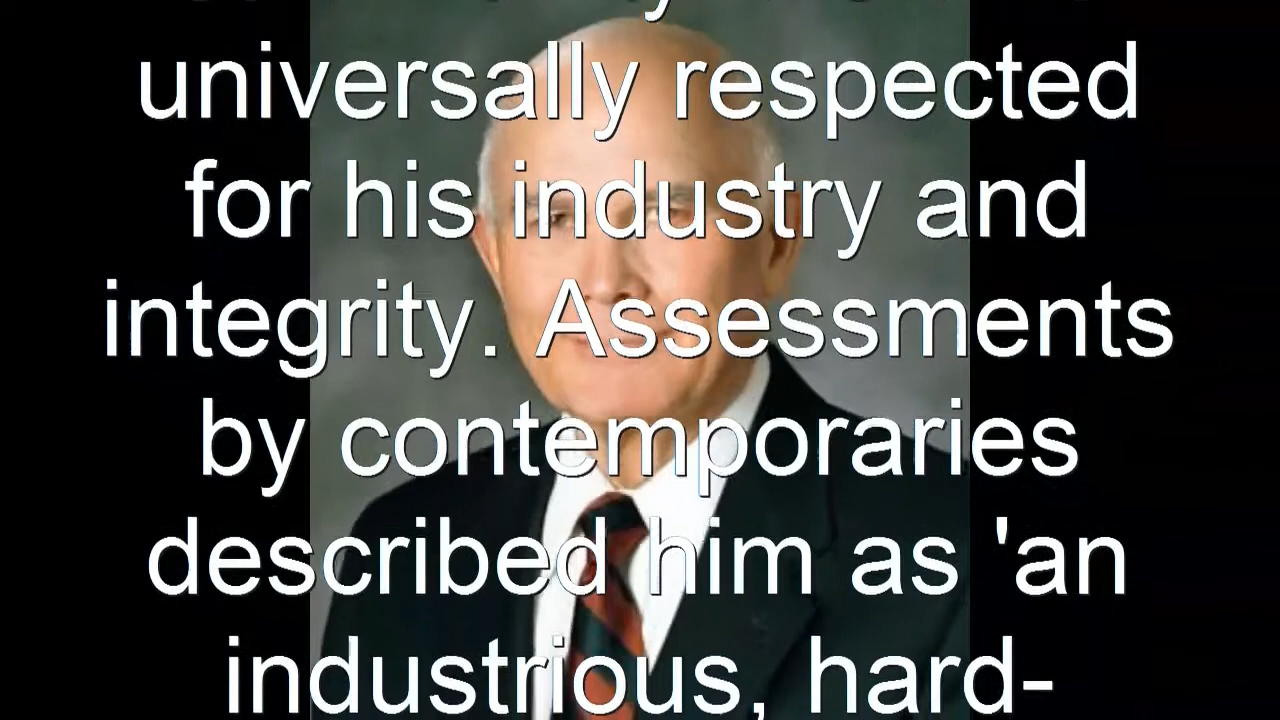 universally respected
for his industry and
integrity. Assessments
by contemporaries
described him as 'an
industrious, hard-